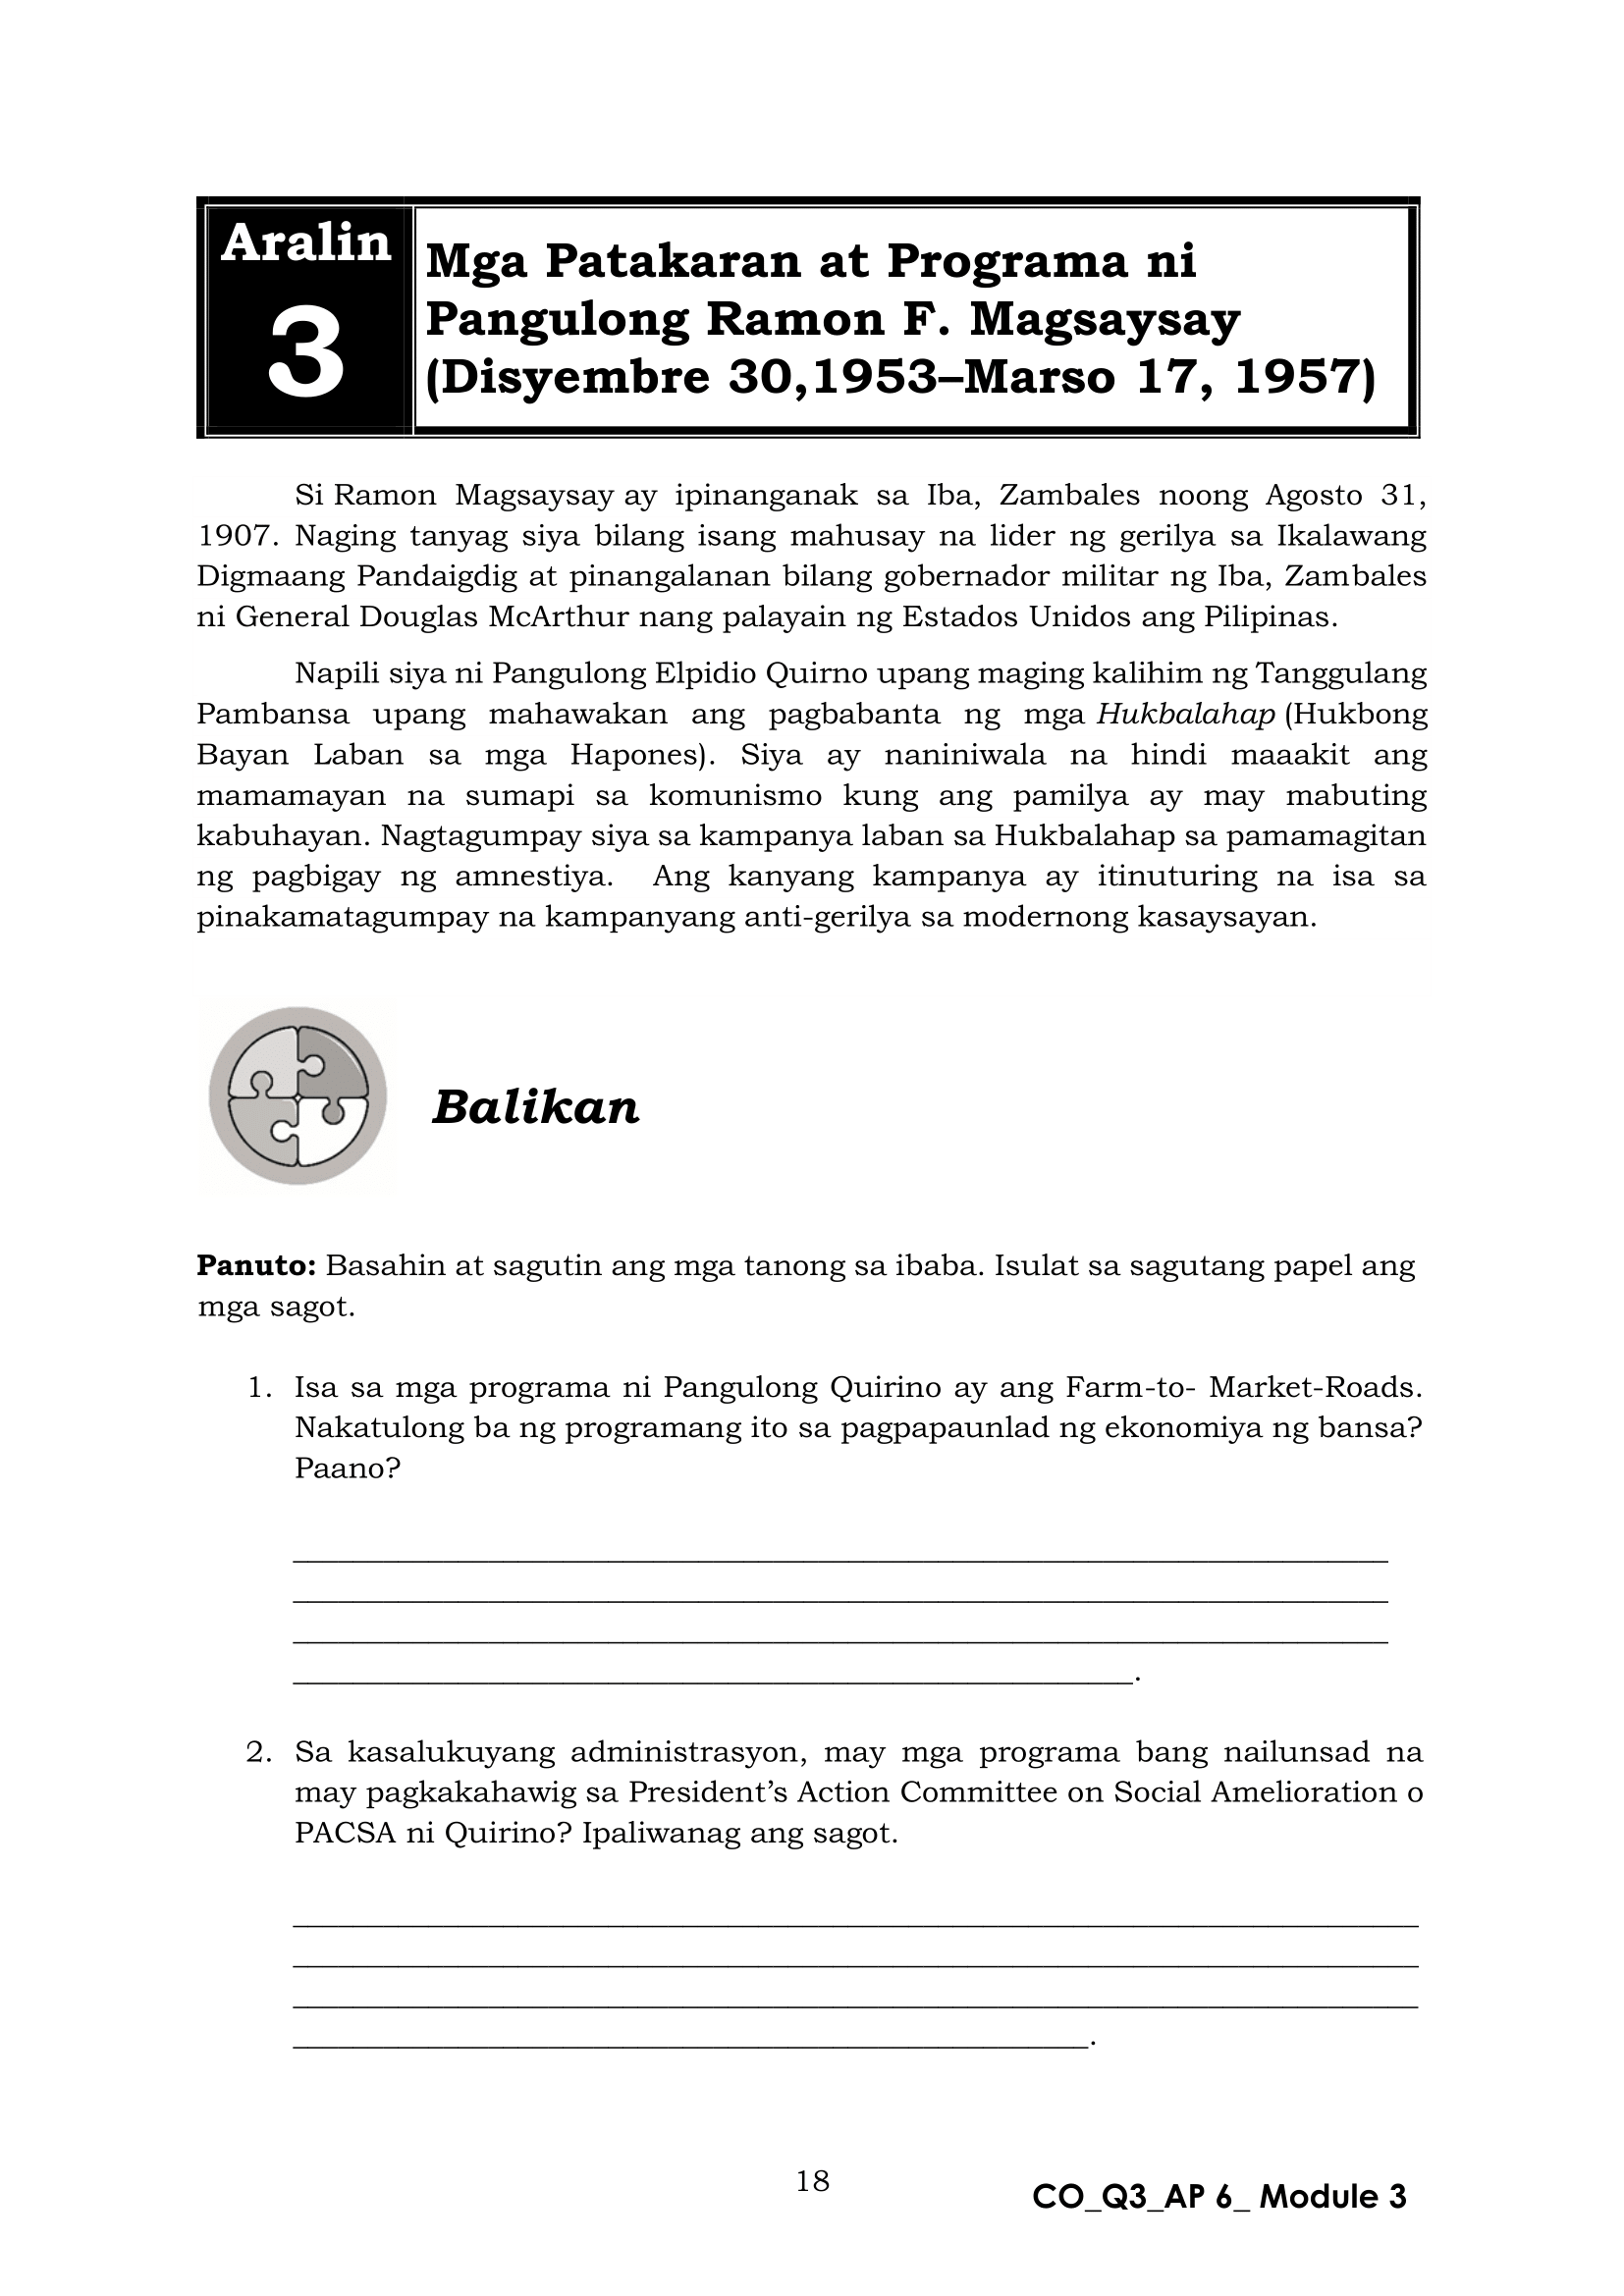 Aralin
3
Mga Patakaran at Programa ni
Pangulong Ramon F. Magsaysay
(Disyembre 30,1953–Marso 17, 1957)
Si Ramon Magsaysay ay ipinanganak sa Iba, Zambales noong Agosto 31,
1907. Naging tanyag siya bilang isang mahusay na lider ng gerilya sa Ikalawang
Digmaang Pandaigdig at pinangalanan bilang gobernador militar ng Iba, Zambales
ni General Douglas McArthur nang palayain ng Estados Unidos ang Pilipinas.
Napili siya ni Pangulong Elpidio Quirno upang maging kalihim ng Tanggulang
Pambansa upang mahawakan ang pagbabanta ng mga Hukbalahap (Hukbong
Bayan Laban sa mga Hapones). Siya ay naniniwala na hindi maaakit ang
mamamayan na sumapi sa komunismo kung ang pamilya ay may mabuting
kabuhayan. Nagtagumpay siya sa kampanya laban sa Hukbalahap sa pamamagitan
ng pagbigay ng amnestiya. Ang kanyang kampanya ay itinuturing na isa sa
pinakamatagumpay na kampanyang anti-gerilya sa modernong kasaysayan.
Balikan
Panuto: Basahin at sagutin ang mga tanong sa ibaba. Isulat sa sagutang papel ang
mga sagot.
1. Isa sa mga programa ni Pangulong Quirino ay ang Farm-to- Market-Roads.
Nakatulong ba ng programang ito sa pagpapaunlad ng ekonomiya ng bansa?
Paano?
2. Sa kasalukuyang administrasyon, may mga programa bang nailunsad na
may pagkakahawig sa President’s Action Committee on Social Amelioration o
PACSA ni Quirino? Ipaliwanag ang sagot.
18
CO_Q3_AP 6_ Module 3